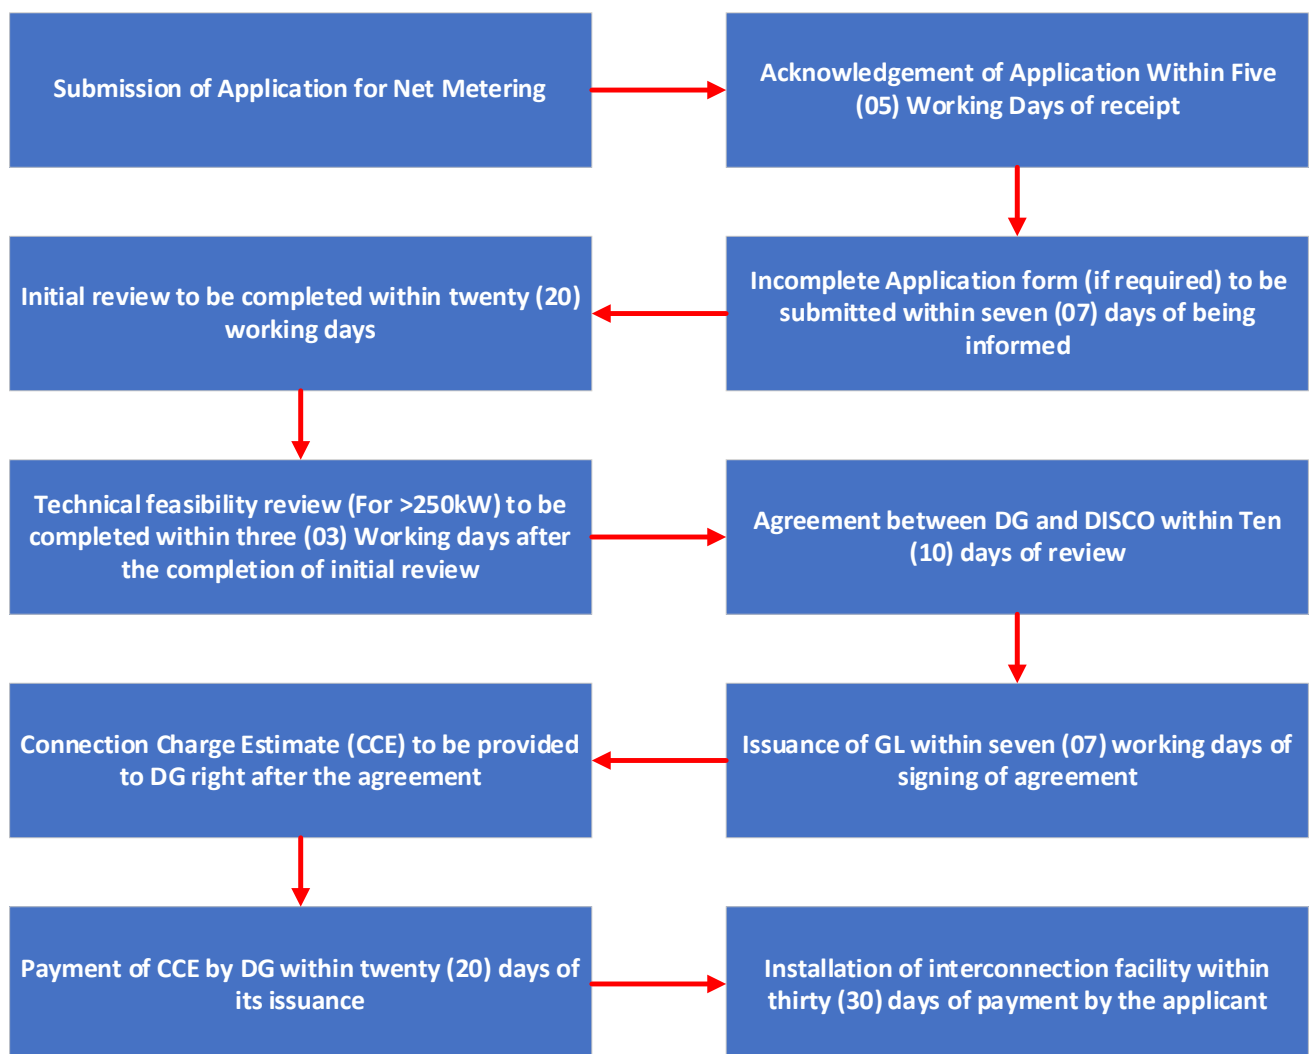 Submission of Application for Net Metering
Acknowledgement of Application Within Five
(05) Working Days of receipt
Incomplete Application form (if required) to be
submitted within seven (07) days of being
informed
Initial review to be completed within twenty (20)
working days
Technical feasibility review (For >250kW) to be
completed within three (03) Working days after
the completion of initial review
Agreement between DG and DISCO within Ten
(10) days of review
Issuance of GL within seven (07) working days of
signing of agreement
Connection Charge Estimate (CCE) to be provided
to DG right after the agreement
Payment of CCE by DG within twenty (20) days of
its issuance
Installation of interconnection facility within
thirty (30) days of payment by the applicant